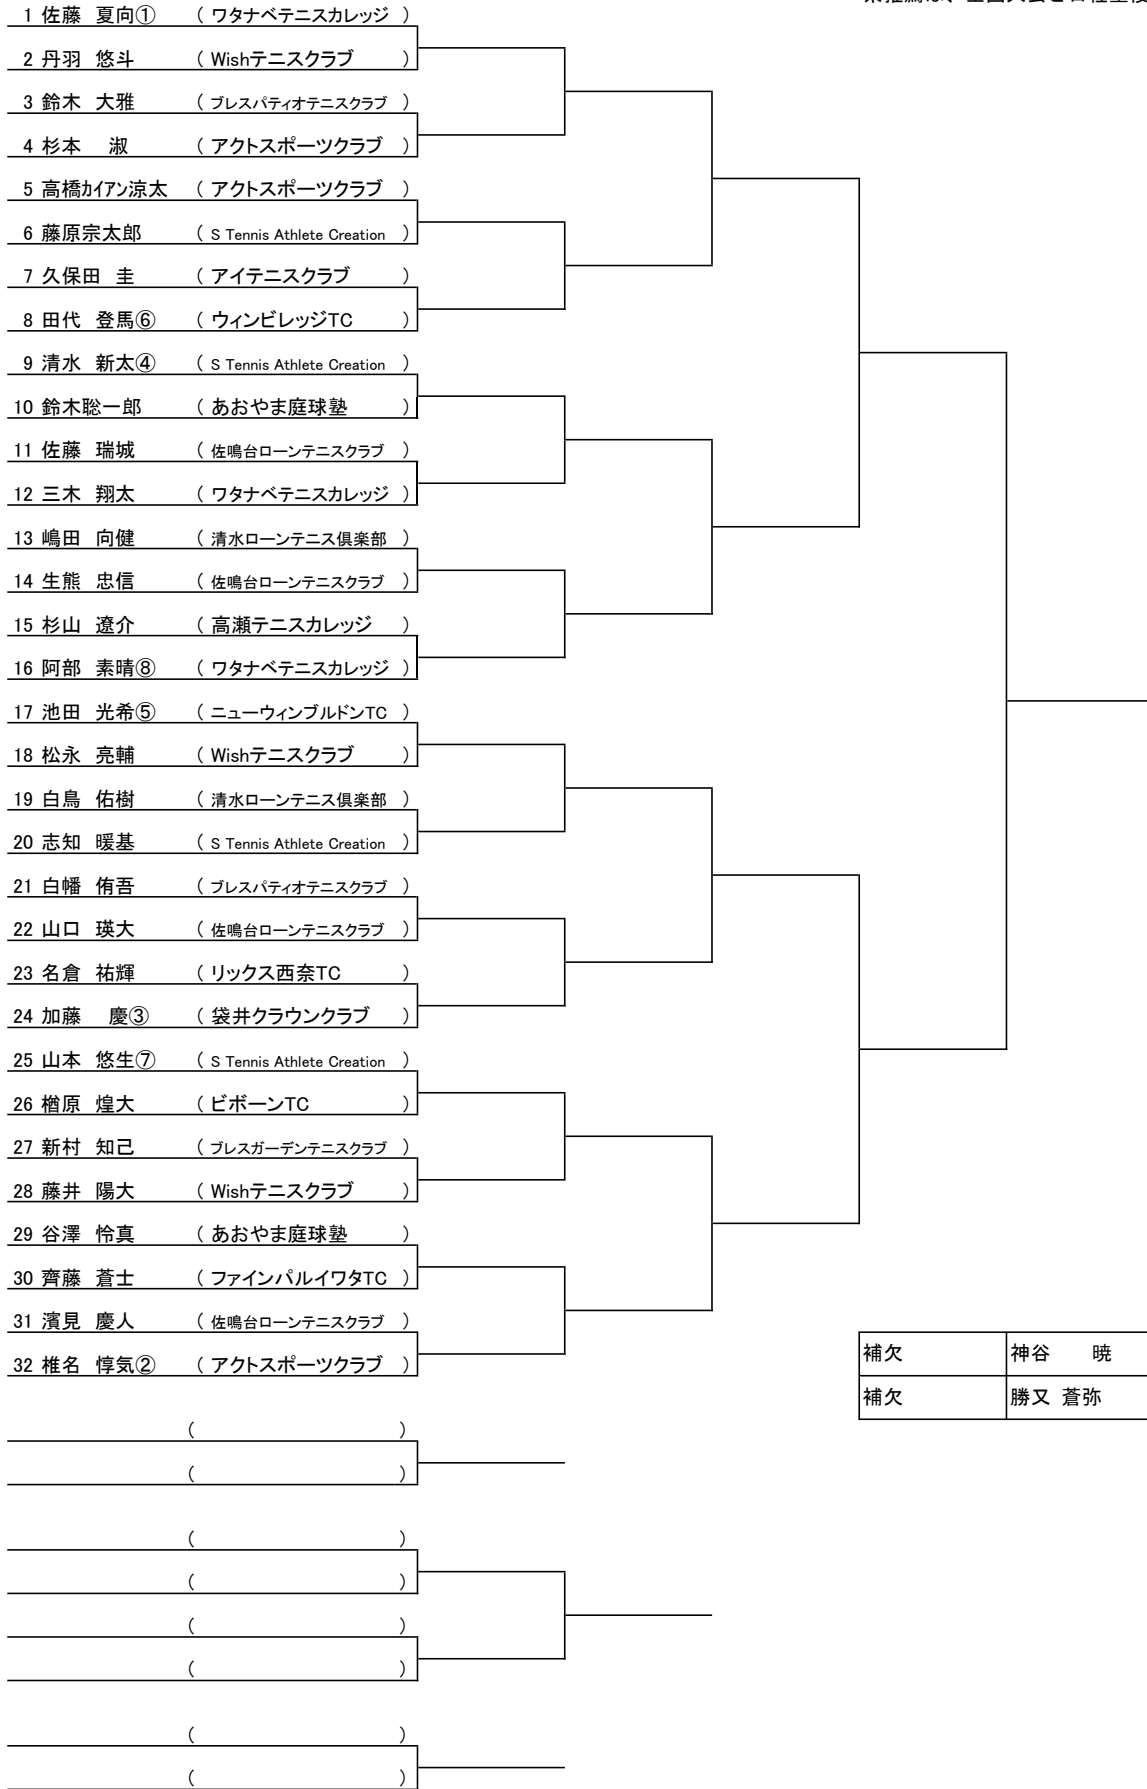 1 佐藤 夏向① ( ワタナベテニスカレッジ )
2 丹羽 悠斗 ( Wishテニスクラブ )
3 鈴木 大雅 ( ブレスパティオテニスクラブ )
4 杉本 淑 ( アクトスポーツクラブ )
5 高橋ｶｲｱﾝ涼太 ( アクトスポーツクラブ )
6 藤原宗太郎 ( S Tennis Athlete Creation )
7 久保田 圭 ( アイテニスクラブ )
8 田代 登馬⑥ ( ウィンビレッジTC )
9 清水 新太④ ( S Tennis Athlete Creation )
10 鈴木聡一郎 ( あおやま庭球塾 )
11 佐藤 瑞城 ( 佐鳴台ローンテニスクラブ )
12 三木 翔太 ( ワタナベテニスカレッジ )
13 嶋田 向健 ( 清水ローンテニス倶楽部 )
14 生熊 忠信 ( 佐鳴台ローンテニスクラブ )
15 杉山 遼介 ( 高瀬テニスカレッジ )
16 阿部 素晴⑧ ( ワタナベテニスカレッジ )
17 池田 光希⑤ ( ニューウィンブルドンTC )
18 松永 亮輔 ( Wishテニスクラブ )
19 白鳥 佑樹 ( 清水ローンテニス倶楽部 )
20 志知 暖基 ( S Tennis Athlete Creation )
21 白幡 侑吾 ( ブレスパティオテニスクラブ )
22 山口 瑛大 ( 佐鳴台ローンテニスクラブ )
23 名倉 祐輝 ( リックス西奈TC )
24 加藤 慶③ ( 袋井クラウンクラブ )
25 山本 悠生⑦ ( S Tennis Athlete Creation )
26 楢原 煌大 ( ビボーンTC )
27 新村 知己 ( ブレスガーデンテニスクラブ )
28 藤井 陽大 ( Wishテニスクラブ )
29 谷澤 怜真 ( あおやま庭球塾 )
30 齊藤 蒼士 ( ファインパルイワタTC )
31 濱見 慶人 ( 佐鳴台ローンテニスクラブ )
32 椎名 惇気② ( アクトスポーツクラブ )
補欠 神谷 暁
補欠 勝又 蒼弥
( )
( )
( )
( )
( )
( )
( )
( )